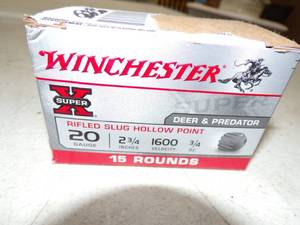 WINCHESTER
SUPER X
SUPER
DEER & PREDATOR
RIFLED SLUG HOLLOW POINT
20 2 3/4 1600 3/4
GAUGE INCHES VELOCITY OZ.
15 ROUNDS